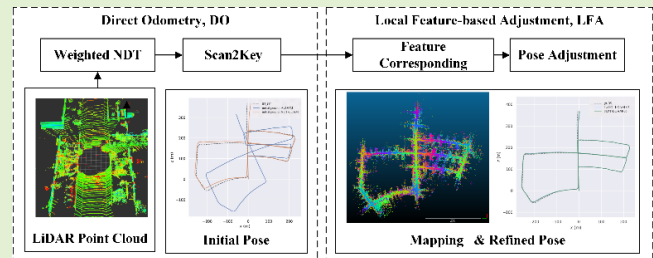 Direct Odometry, DO
Local Feature-based Adjustment, LFA
Weighted NDT
Scan2Key
Feature
Corresponding
Pose Adjustment
LiDAR Point Cloud
Initial Pose
Mapping & Refined Pose